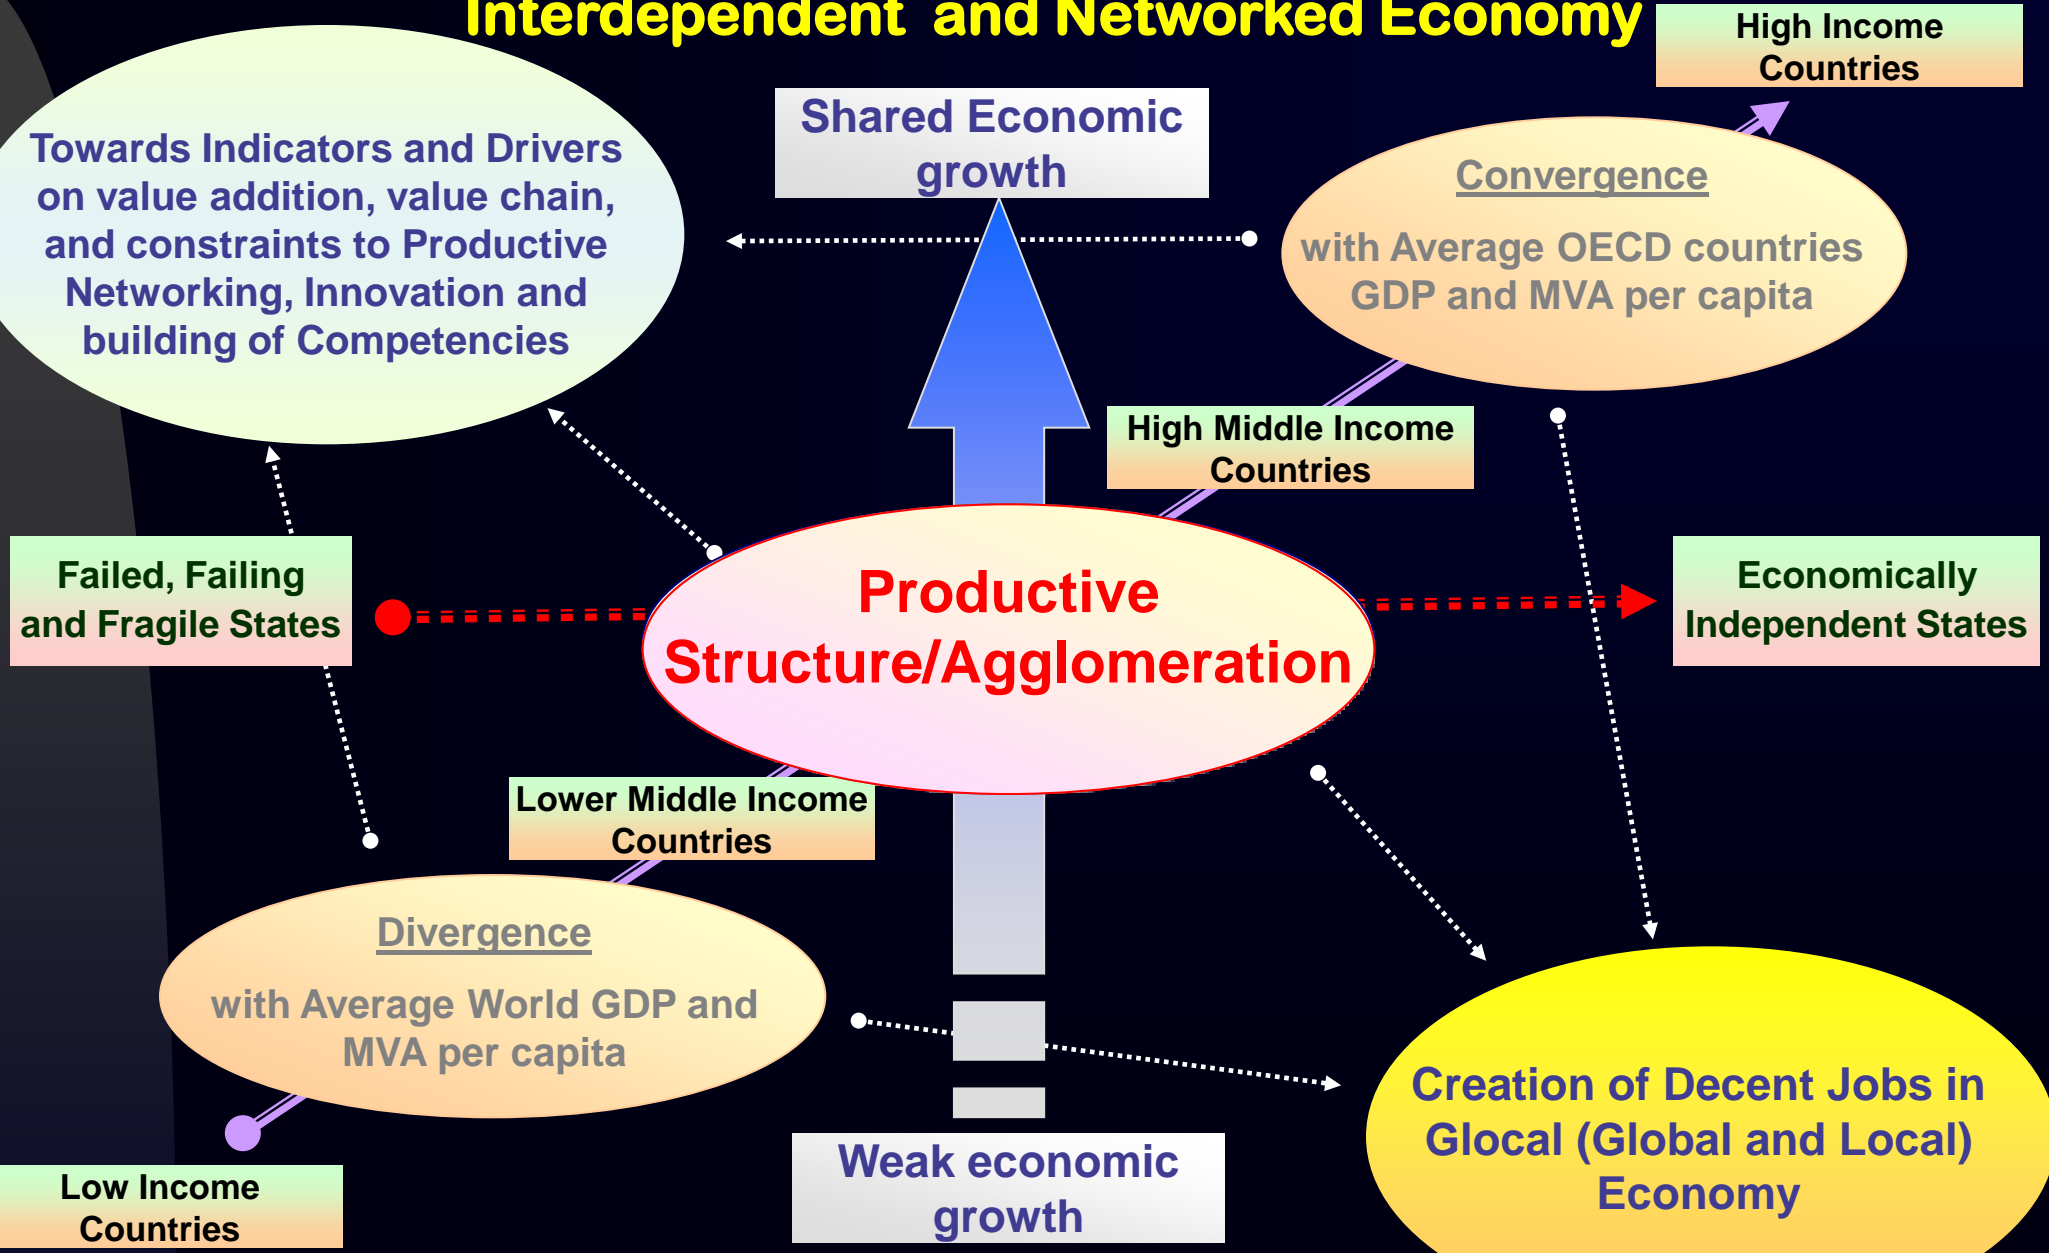 Interdependent and Networked Economy
High Income
Countries
Shared Economic
growth
Towards Indicators and Drivers
on value addition, value chain,
and constraints to Productive
Networking, Innovation and
building of Competencies
Convergence
with Average OECD countries
GDP and MVA per capita
High Middle Income
Countries
Failed, Failing
and Fragile States
Productive
Structure/Agglomeration
Economically
Independent States
Lower Middle Income
Countries
Divergence
with Average World GDP and
MVA per capita
Creation of Decent Jobs in
Glocal (Global and Local)
Economy
Weak economic
growth
Low Income
Countries